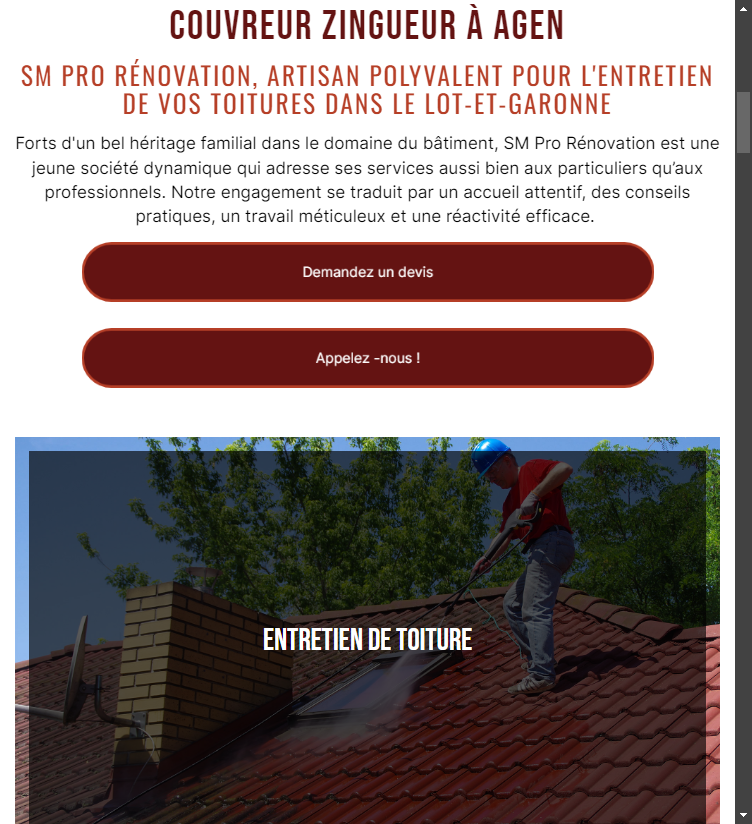 COUVREUR ZINGUEUR À AGEN
SM PRO RÉNOVATION, ARTISAN POLYVALENT POUR L'ENTRETIEN
DE VOS TOITURES DANS LE LOT-ET-GARONNE
Forts d'un bel héritage familial dans le domaine du bâtiment, SM Pro Rénovation est une
jeune société dynamique qui adresse ses services aussi bien aux particuliers qu’aux
professionnels. Notre engagement se traduit par un accueil attentif, des conseils
pratiques, un travail méticuleux et une réactivité efficace.
Demandez un devis
Appelez -nous !
ENTRETIEN DE TOITURE